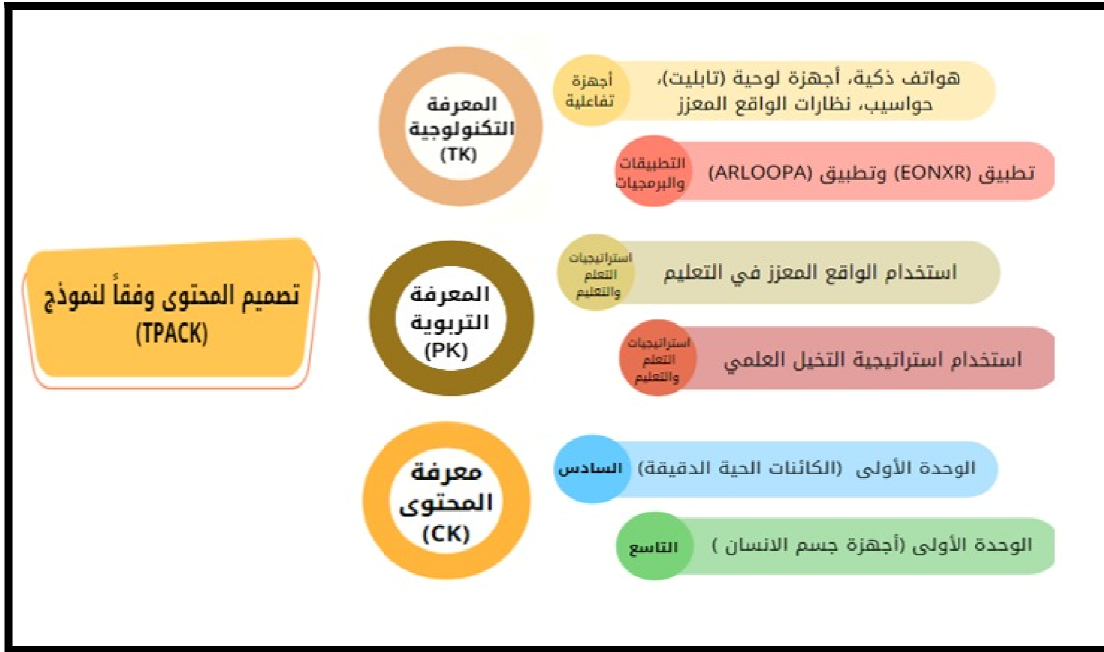 تصميم المحتوى وفقاً لنموذج
(TPACK)
المعرفة
التكنولوجية
(TK)
أجهزة
تفاعلية
هواتف ذكية، أجهزة لوحية (تابليت)،
حواسيب، نظارات الواقع المعزز
التطبيقات
والبرمجيات
تطبيق (EONXR) وتطبيق (ARLOOPA)
المعرفة
التربوية
(PK)
استراتيجيات
التعلم
والتعليم
استخدام الواقع المعزز في التعليم
استراتيجيات
التعلم
والتعليم
استخدام استراتيجية التخيل العلمي
معرفة
المحتوى
(CK)
السادس
الوحدة الأولى (الكائنات الحية الدقيقة)
التاسع
الوحدة الأولى (أجهزة جسم الانسان )